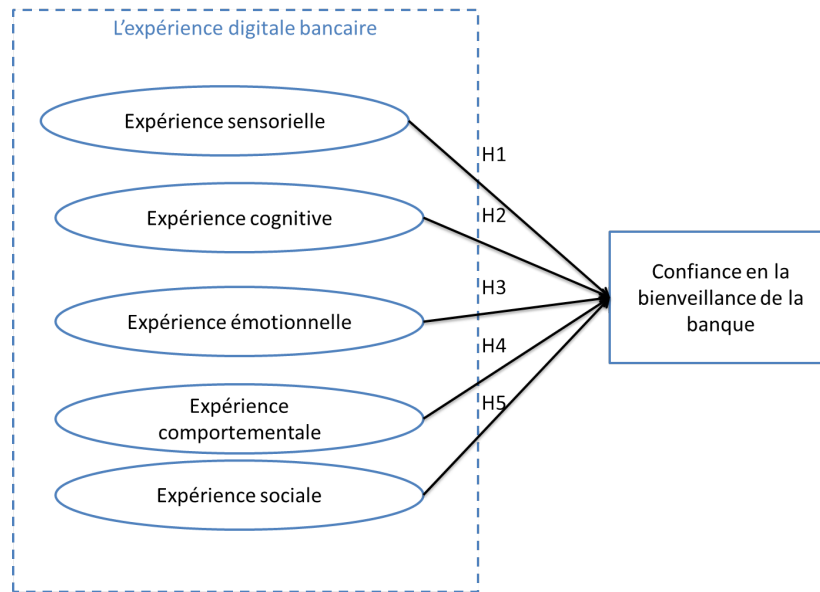 L'expérience digitale bancaire
Expérience sensorielle
H1
Expérience cognitive
H2
Expérience émotionnelle
H3
Confiance en la
bienveillance de la
banque
H4
Expérience
comportementale
H5
Expérience sociale